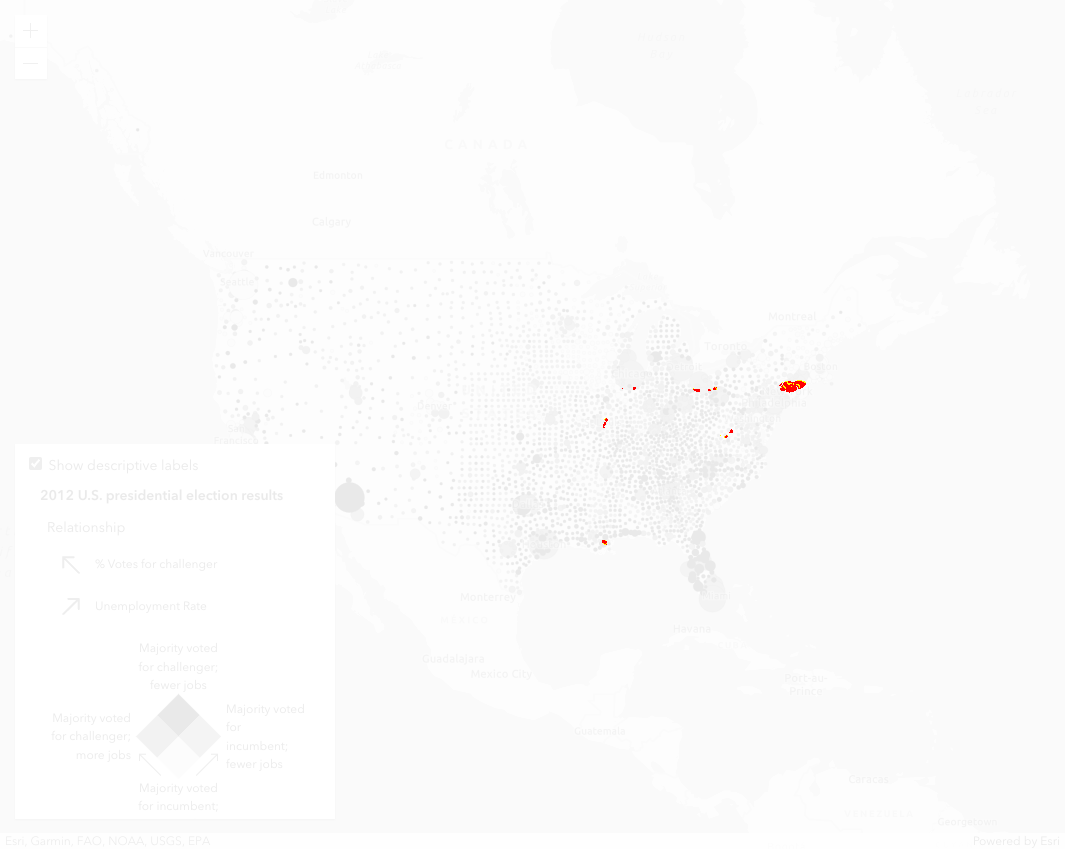 +
CANADA
Edmonton
Calgary
Vancouver
Seattle
Montreal
Toronto
San
Francisco
−
Show descriptive labels
2012 U.S. presidential election results
Relationship
% Votes for challenger
Unemployment Rate
Majority voted
for challenger;
fewer jobs
Majority voted
for challenger;
more jobs
Majority voted
for
incumbent;
fewer jobs
Majority voted
for incumbent;
Monterrey
MEXICO
Guadalajara
Mexico City
Havana
Port-au-
Prince
Guatemala
Caracas
Georgetown
Esri, Garmin, FAO, NOAA, USGS, EPA
Powered by Esri